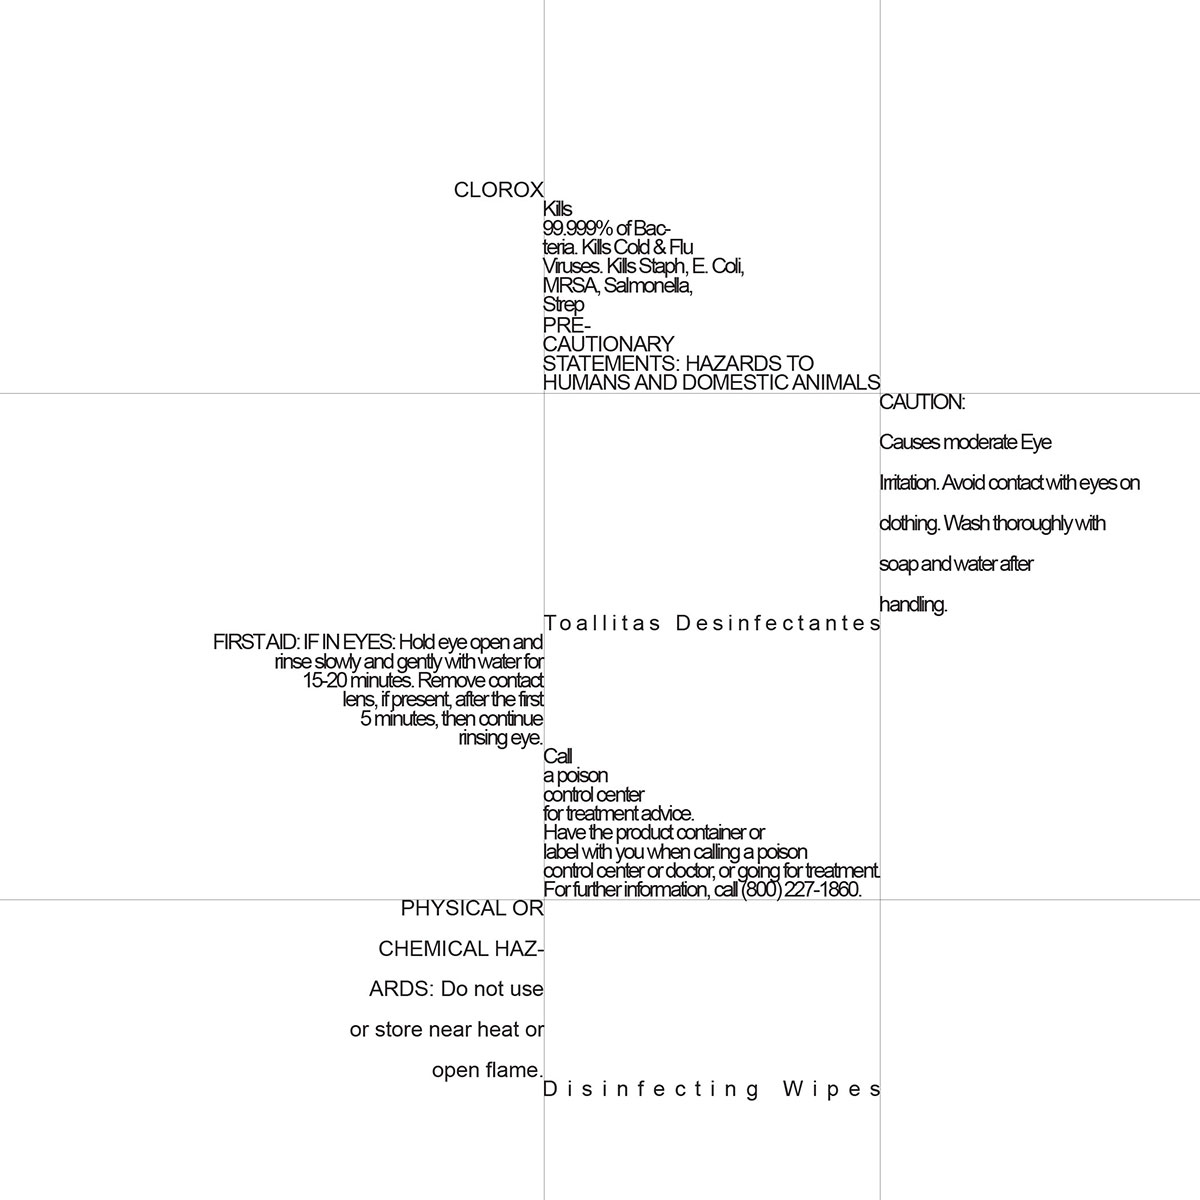 CLOROX
Kills
99.999% of Bac-
teria. Kills Cold & Flu
Viruses. Kills Staph, E. Coli,
MRSA, Salmonella,
Strep
PRE-
CAUTIONARY
STATEMENTS: HAZARDS TO
HUMANS AND DOMESTIC ANIMALS
CAUTION:
Causes moderate Eye
Irritation. Avoid contact with eyes on
clothing. Wash thoroughly with
soap and water after
handling.
Toallitas Desinfectantes
FIRST AID: IF IN EYES: Hold eye open and
rinse slowly and gently with water for
15-20 minutes. Remove contact
lens, if present, after the first
5 minutes, then continue
rinsing eye.
Call
a poison
control center
for treatment advice.
Have the product container or
label with you when calling a poison
control center or doctor, or going for treatment.
For further information, call (800) 227-1860.
PHYSICAL OR
CHEMICAL HAZ-
ARDS: Do not use
or store near heat or
open flame.
Disinfecting Wipes